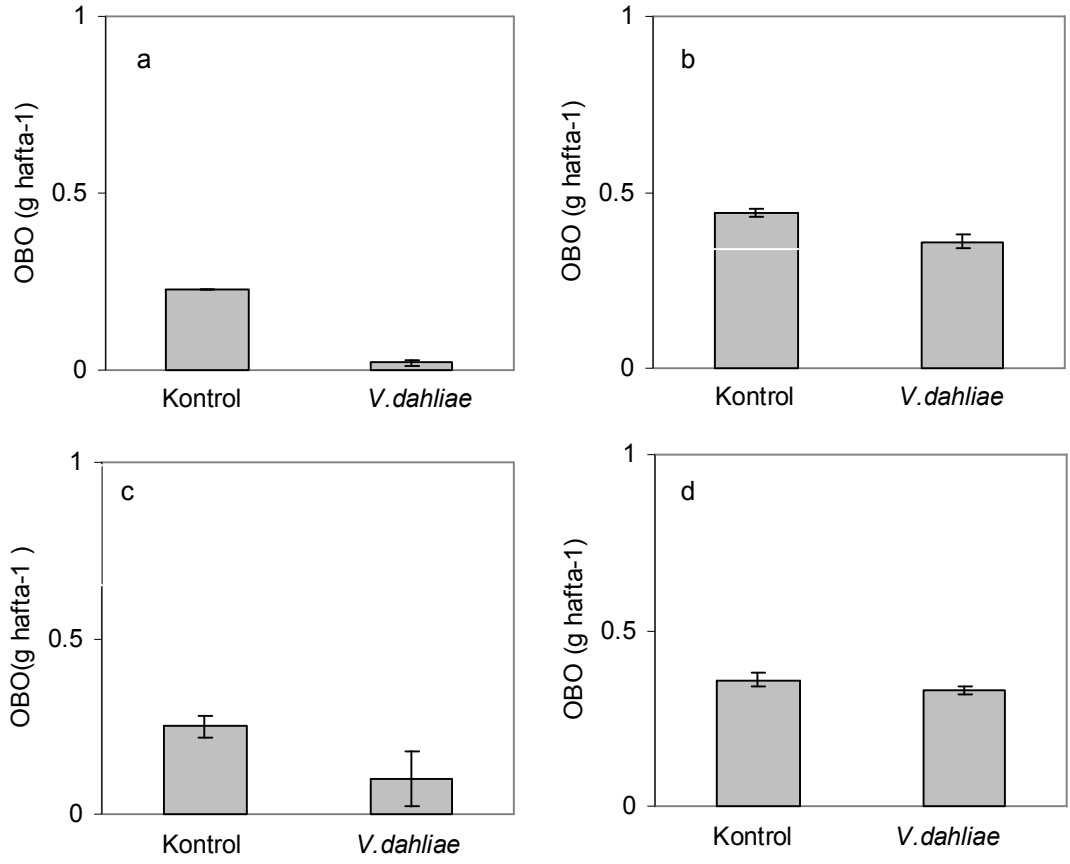 1
a
OBO (g hafta-1)
0.5
0
Kontrol
V.dahliae
1
b
OBO (g hafta-1)
0.5
0
Kontrol
V.dahliae
1
c
OBO(g hafta-1 )
0.5
0
Kontrol
V.dahliae
1
d
OBO (g hafta-1)
0.5
0
Kontrol
V.dahliae